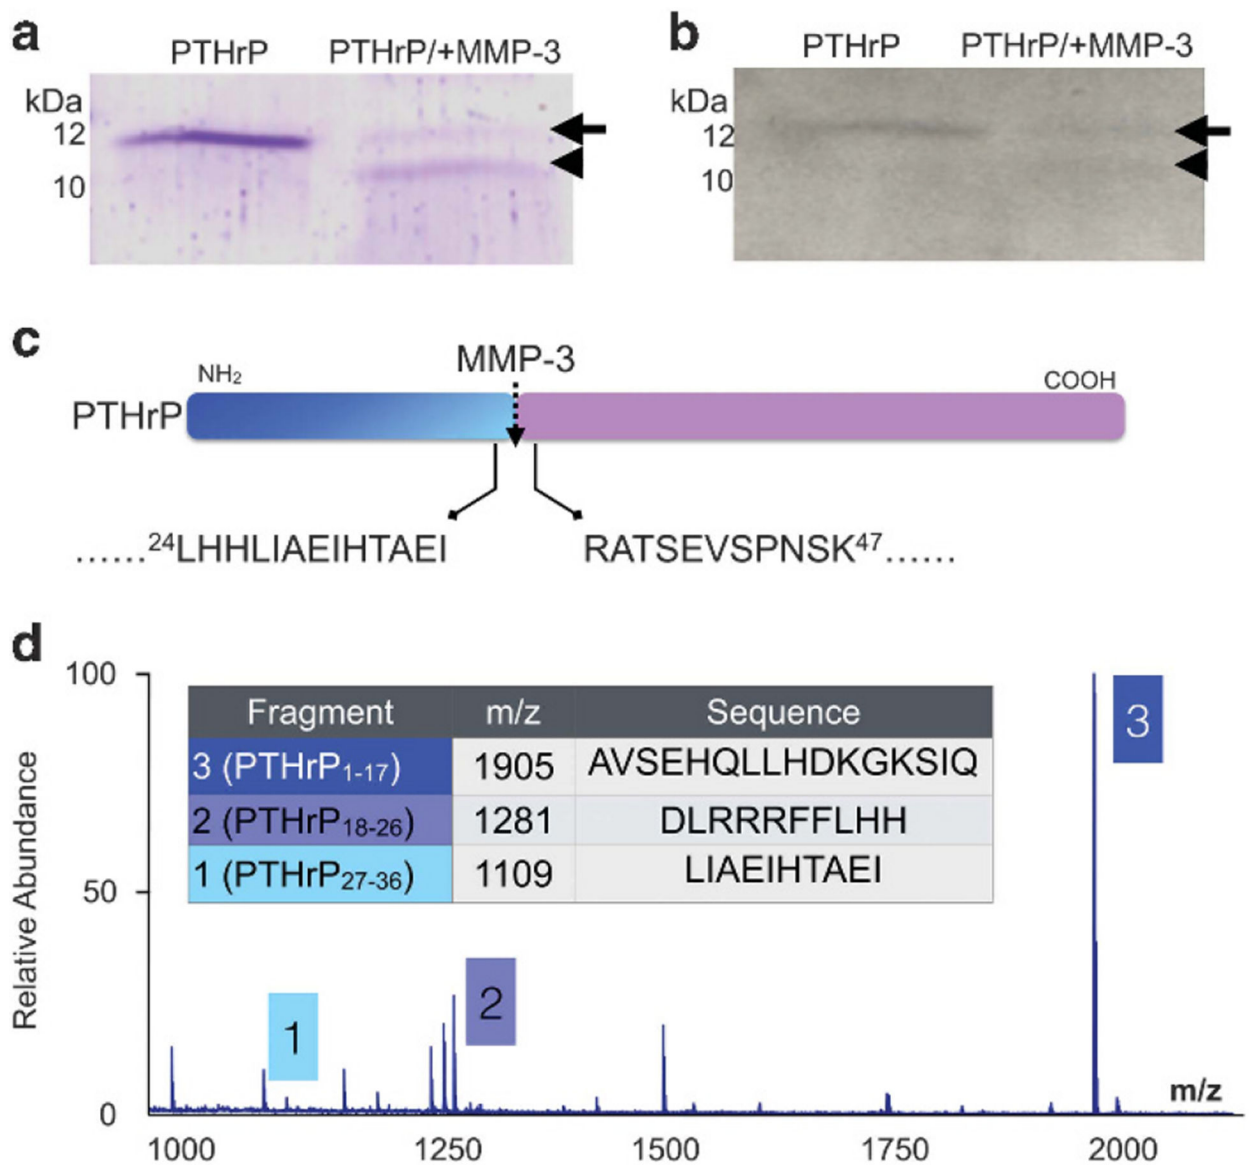 a
PTHrP PTHrP/+MMP-3
kDa
12
10
b
PTHrP PTHrP/+MMP-3
kDa
12
10
c
MMP-3
NH₂ COOH
PTHrP
......²⁴LHHLIAEIHTAEI RATSEVSPNSK⁴⁷......
d
Relative Abundance
100
50
0
Fragment m/z Sequence
3 (PTHrP₁₋₁₇) 1905 AVSEHQLLHDKGKSIQ
2 (PTHrP₁₈₋₂₆) 1281 DLRRRFFLHH
1 (PTHrP₂₇₋₃₆) 1109 LIAEIHTAEI
3
2
1
m/z
1000 1250 1500 1750 2000